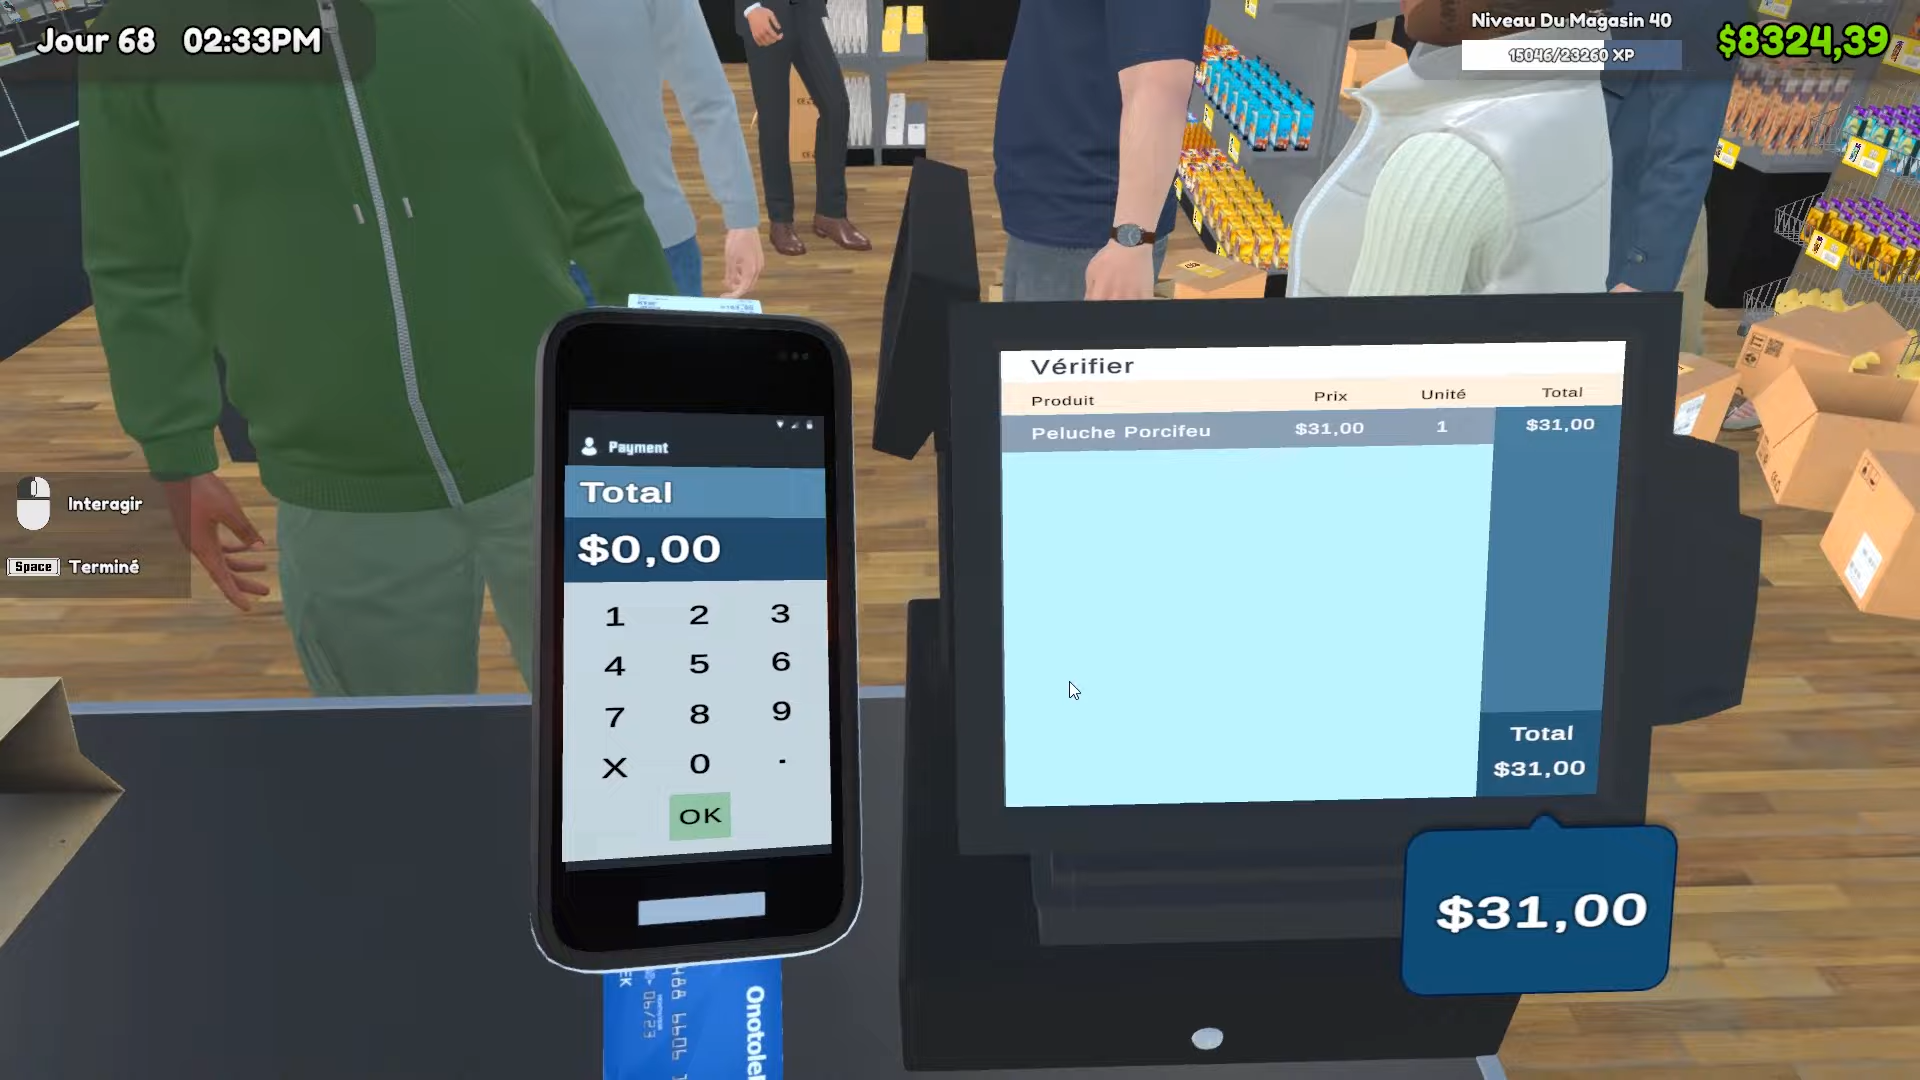 Jour 68 02:33PM
Niveau Du Magasin 40
15046/23260 XP
$8324,39
Interagir
Space Terminé
Payment
Total
$0,00
1 2 3
4 5 6
7 8 9
X 0 .
OK
Vérifier
Produit Prix Unité Total
Peluche Porcifeu $31,00 1 $31,00
Total
$31,00
$31,00